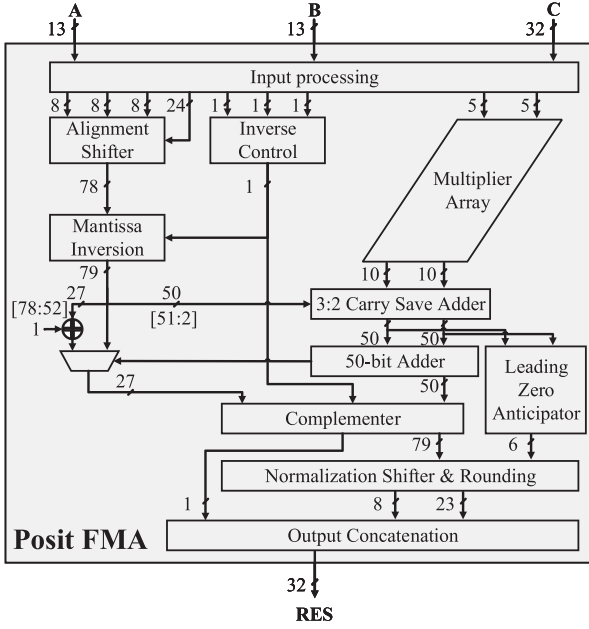 A B C
13 13 32
Input processing
8 8 8 24 1 1 1 5 5
Alignment
Shifter
Inverse
Control
Multiplier
Array
78 1
Mantissa
Inversion
79 10 10
27 50
[78:52] [51:2]
3:2 Carry Save Adder
1
50 50
50-bit Adder
Leading
Zero
Anticipator
27 50
Complementer
79 6
Normalization Shifter & Rounding
1 8 23
Posit FMA
Output Concatenation
32
RES